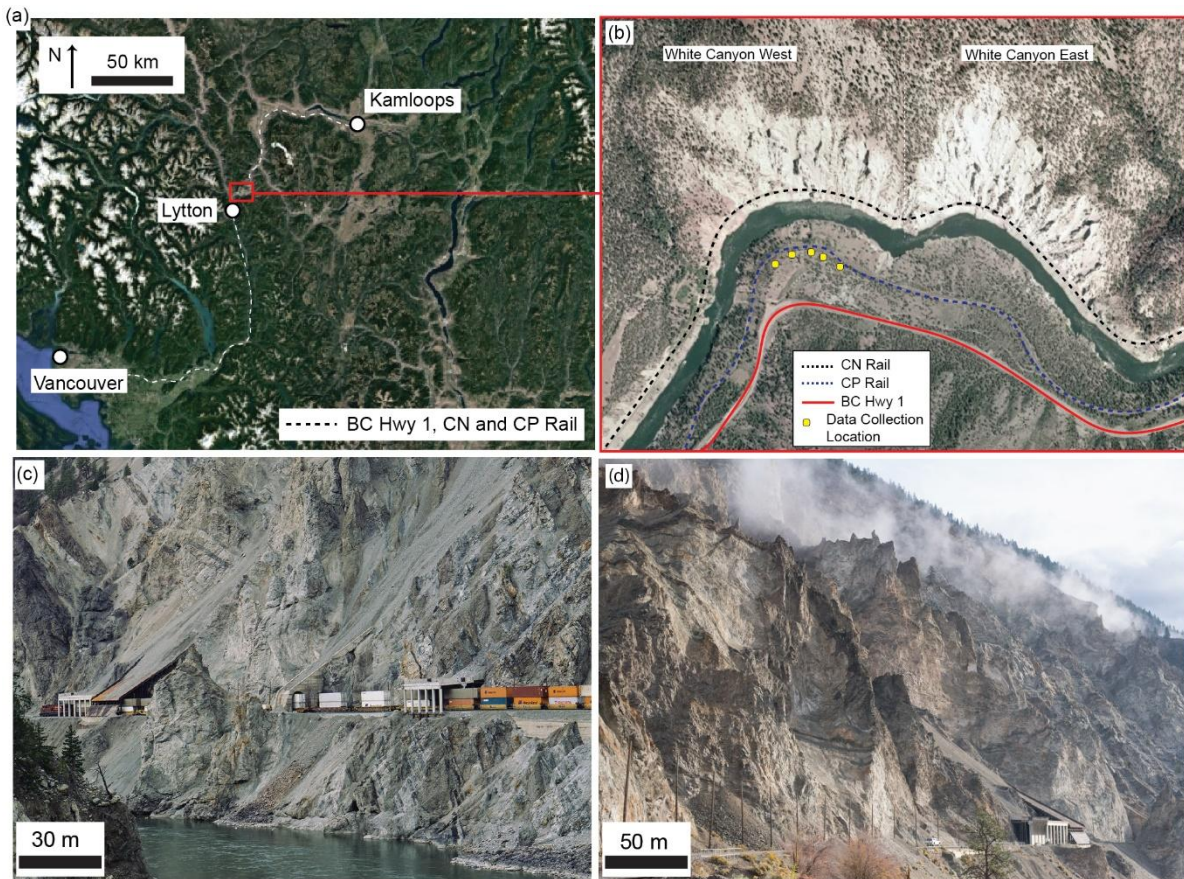 (a)
N
50 km
Kamloops
Lytton
Vancouver
BC Hwy 1, CN and CP Rail
(b)
White Canyon West
White Canyon East
CN Rail
CP Rail
BC Hwy 1
Data Collection
Location
(c)
30 m
(d)
50 m